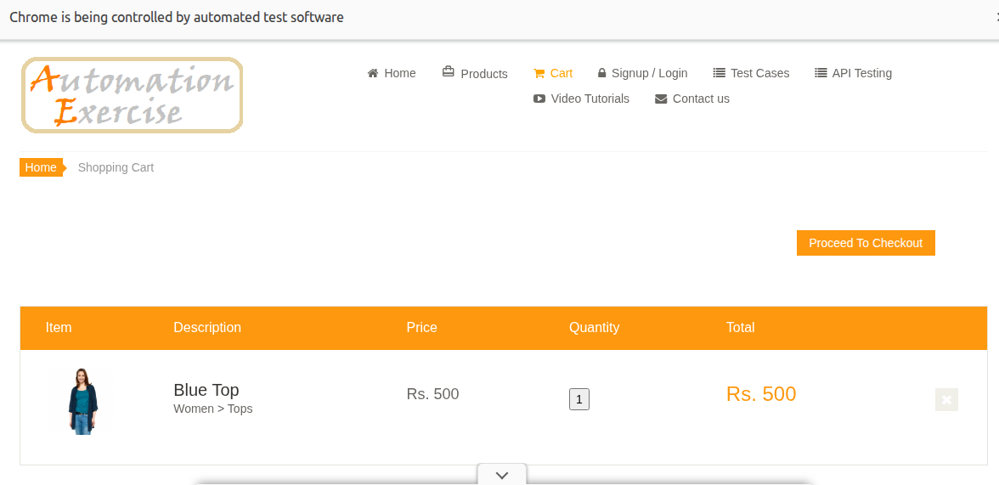 Chrome is being controlled by automated test software
Automation
Exercise
Home Products Cart Signup / Login Test Cases API Testing
Video Tutorials Contact us
Home Shopping Cart
Proceed To Checkout
Item Description Price Quantity Total
Blue Top Rs. 500 1 Rs. 500
Women > Tops